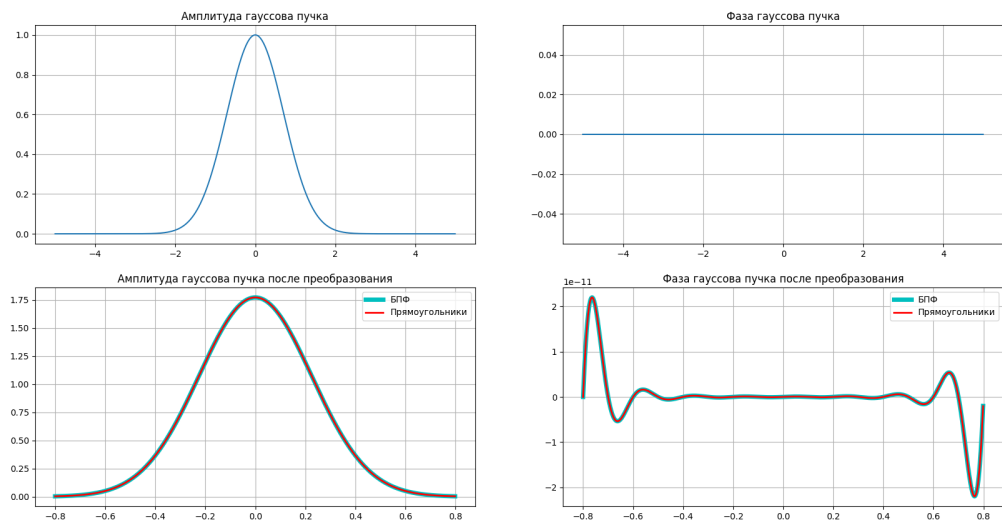 Амплитуда гауссова пучка
1.0
0.8
0.6
0.4
0.2
0.0
−4 −2 0 2 4
Фаза гауссова пучка
0.04
0.02
0.00
−0.02
−0.04
−4 −2 0 2 4
Амплитуда гауссова пучка после преобразования
БПФ
Прямоугольники
1.75
1.50
1.25
1.00
0.75
0.50
0.25
0.00
−0.8 −0.6 −0.4 −0.2 0.0 0.2 0.4 0.6 0.8
Фаза гауссова пучка после преобразования
1e−11
БПФ
Прямоугольники
2
1
0
−1
−2
−0.8 −0.6 −0.4 −0.2 0.0 0.2 0.4 0.6 0.8